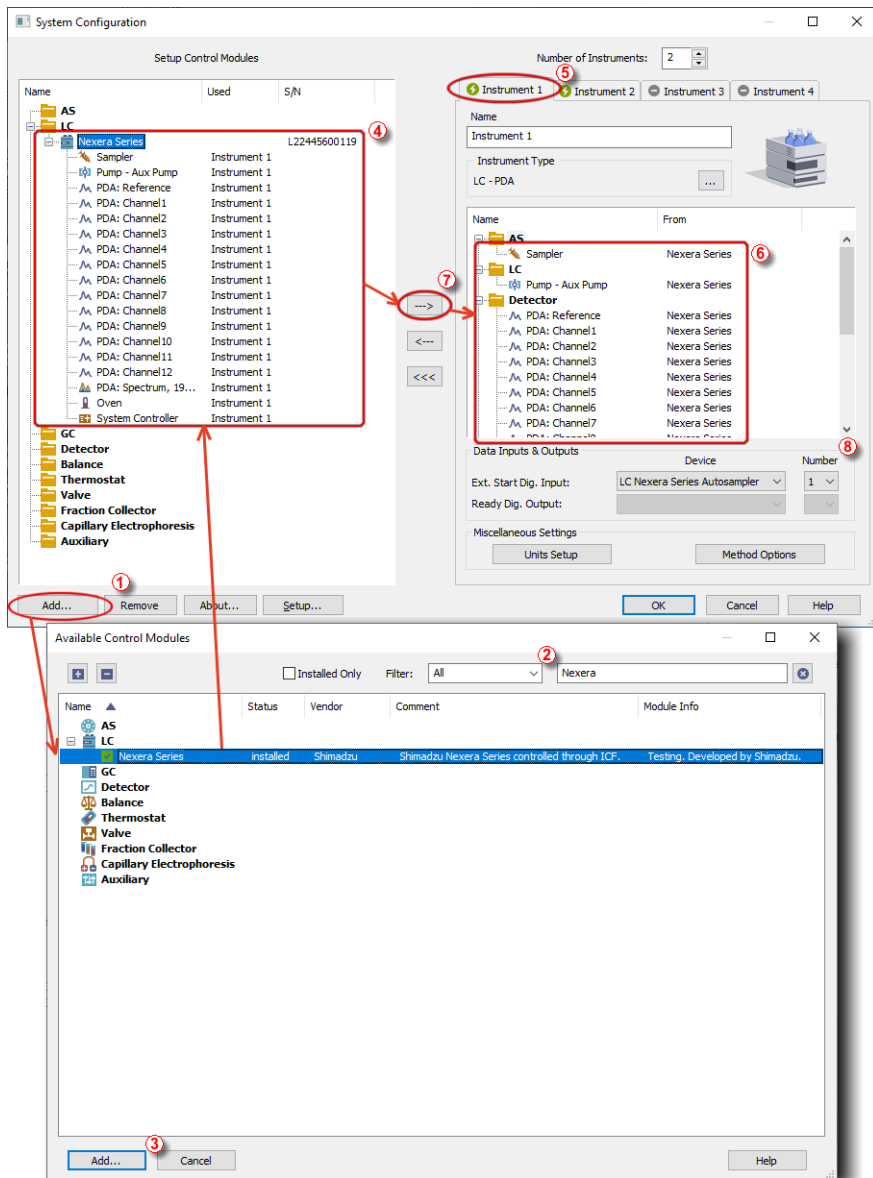 System Configuration
Setup Control Modules
Number of Instruments: 2
⑤
Name Used S/N
AS
LC
④
Nexera Series L22445600119
Sampler Instrument 1
Pump - Aux Pump Instrument 1
PDA: Reference Instrument 1
PDA: Channel1 Instrument 1
PDA: Channel2 Instrument 1
PDA: Channel3 Instrument 1
PDA: Channel4 Instrument 1
PDA: Channel5 Instrument 1
PDA: Channel6 Instrument 1
PDA: Channel7 Instrument 1
PDA: Channel8 Instrument 1
PDA: Channel9 Instrument 1
PDA: Channel10 Instrument 1
PDA: Channel11 Instrument 1
PDA: Channel12 Instrument 1
PDA: Spectrum, 19... Instrument 1
Oven Instrument 1
System Controller Instrument 1
GC
Detector
Balance
Thermostat
Valve
Fraction Collector
Capillary Electrophoresis
Auxiliary
⑦
--->
<---
<<<
Instrument 1 Instrument 2 Instrument 3 Instrument 4
Name
Instrument 1
Instrument Type
LC - PDA ...
Name From
AS
⑥
Sampler Nexera Series
LC
Pump - Aux Pump Nexera Series
Detector
PDA: Reference Nexera Series
PDA: Channel1 Nexera Series
PDA: Channel2 Nexera Series
PDA: Channel3 Nexera Series
PDA: Channel4 Nexera Series
PDA: Channel5 Nexera Series
PDA: Channel6 Nexera Series
PDA: Channel7 Nexera Series
PDA: Channel8 Nexera Series
⑧
Data Inputs & Outputs
Device Number
Ext. Start Dig. Input: LC Nexera Series Autosampler 1
Ready Dig. Output:
Miscellaneous Settings
Units Setup Method Options
①
Add... Remove About... Setup... OK Cancel Help
Available Control Modules
②
Installed Only Filter: All Nexera
Name Status Vendor Comment Module Info
AS
LC
Nexera Series installed Shimadzu Shimadzu Nexera Series controlled through ICF. Testing. Developed by Shimadzu.
GC
Detector
Balance
Thermostat
Valve
Fraction Collector
Capillary Electrophoresis
Auxiliary
③
Add... Cancel Help